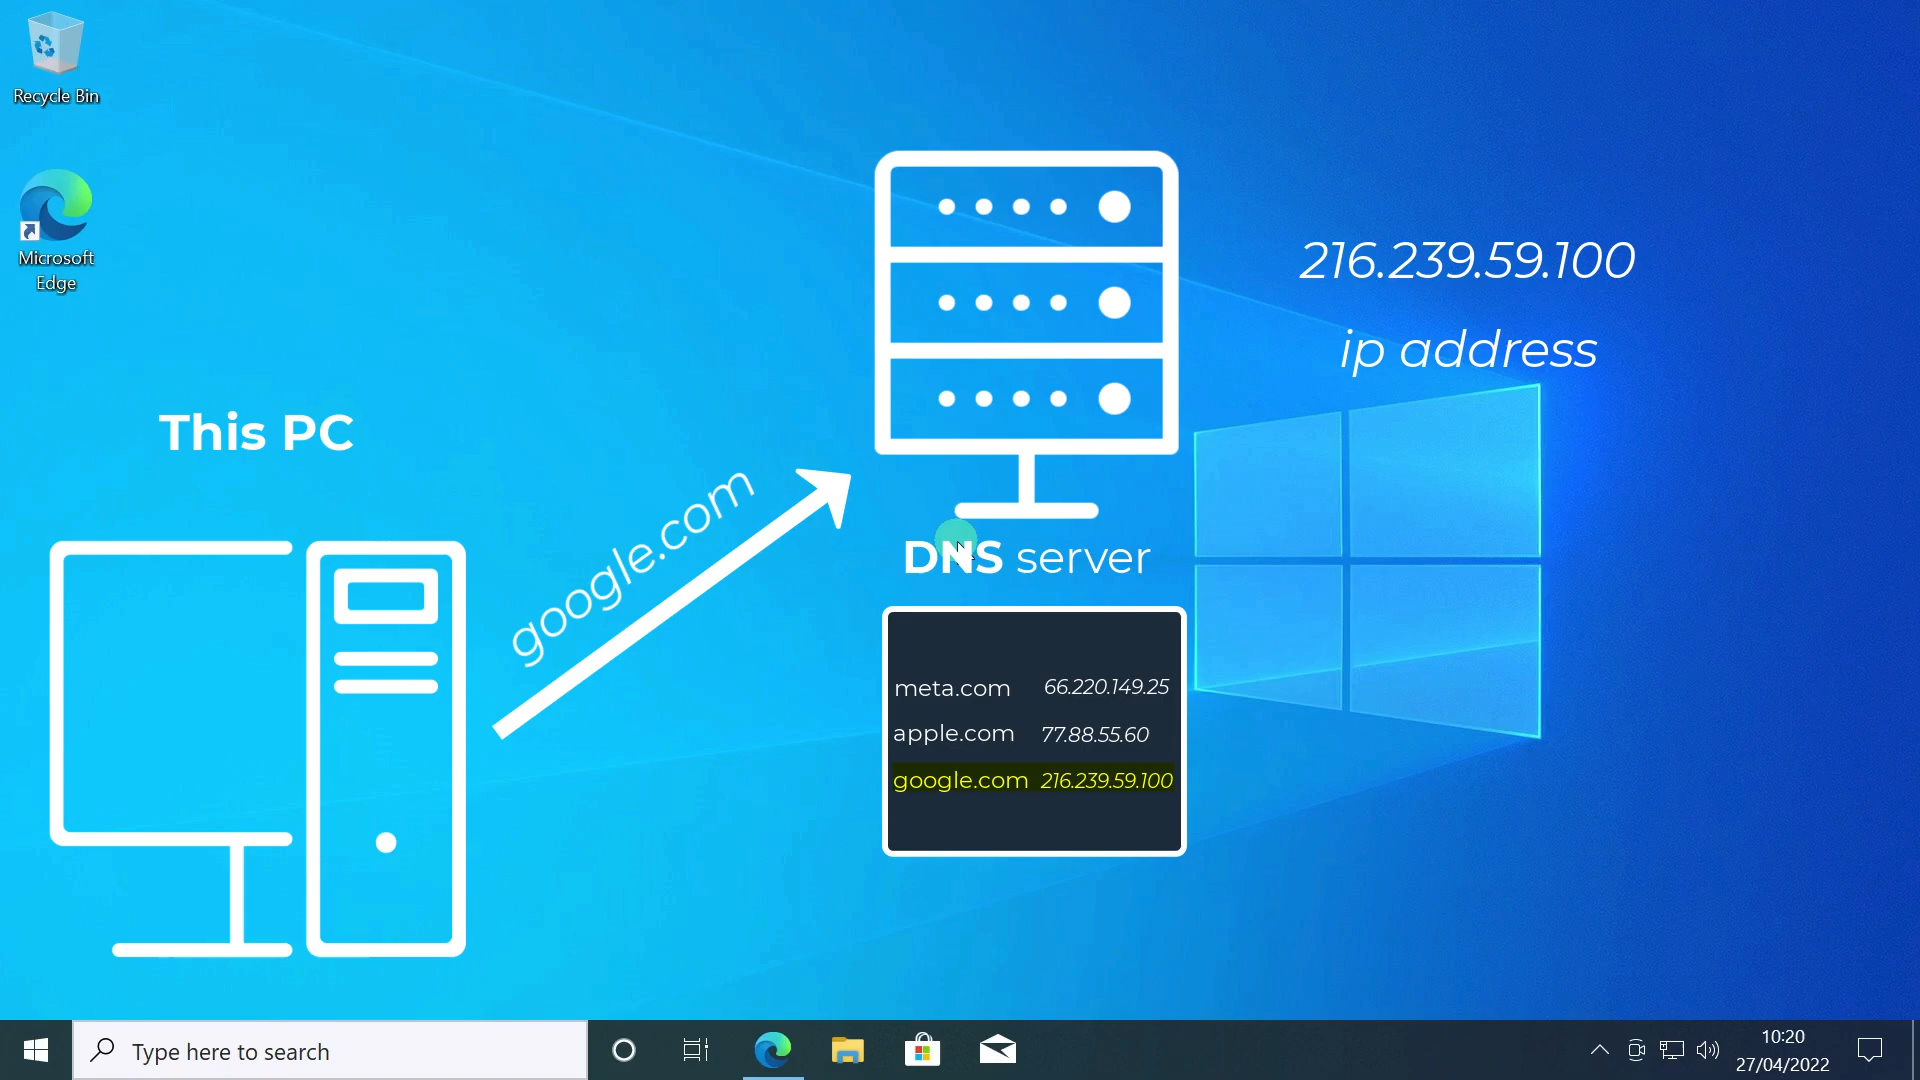 Recycle Bin
Microsoft
Edge
216.239.59.100
ip address
This PC
google.com
DNS server
meta.com 66.220.149.25
apple.com 77.88.55.60
google.com 216.239.59.100
Type here to search
10:20
27/04/2022